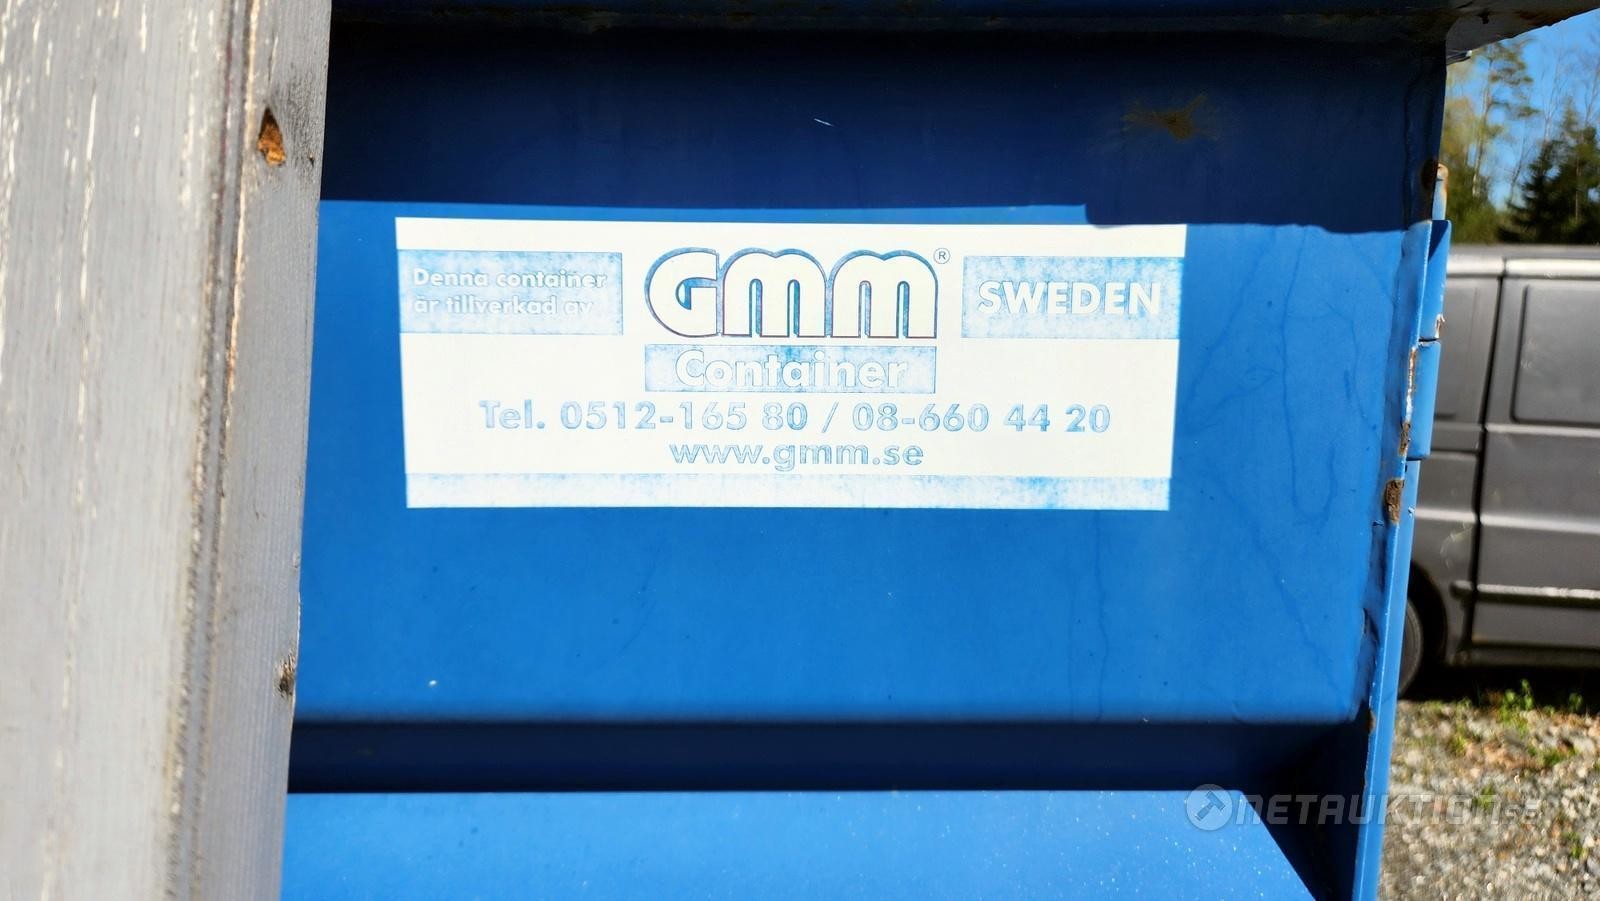 Denna container
är tillverkad av
GMM®
Container
SWEDEN
Tel. 0512-165 80 / 08-660 44 20
www.gmm.se
NETAUKTION.SE